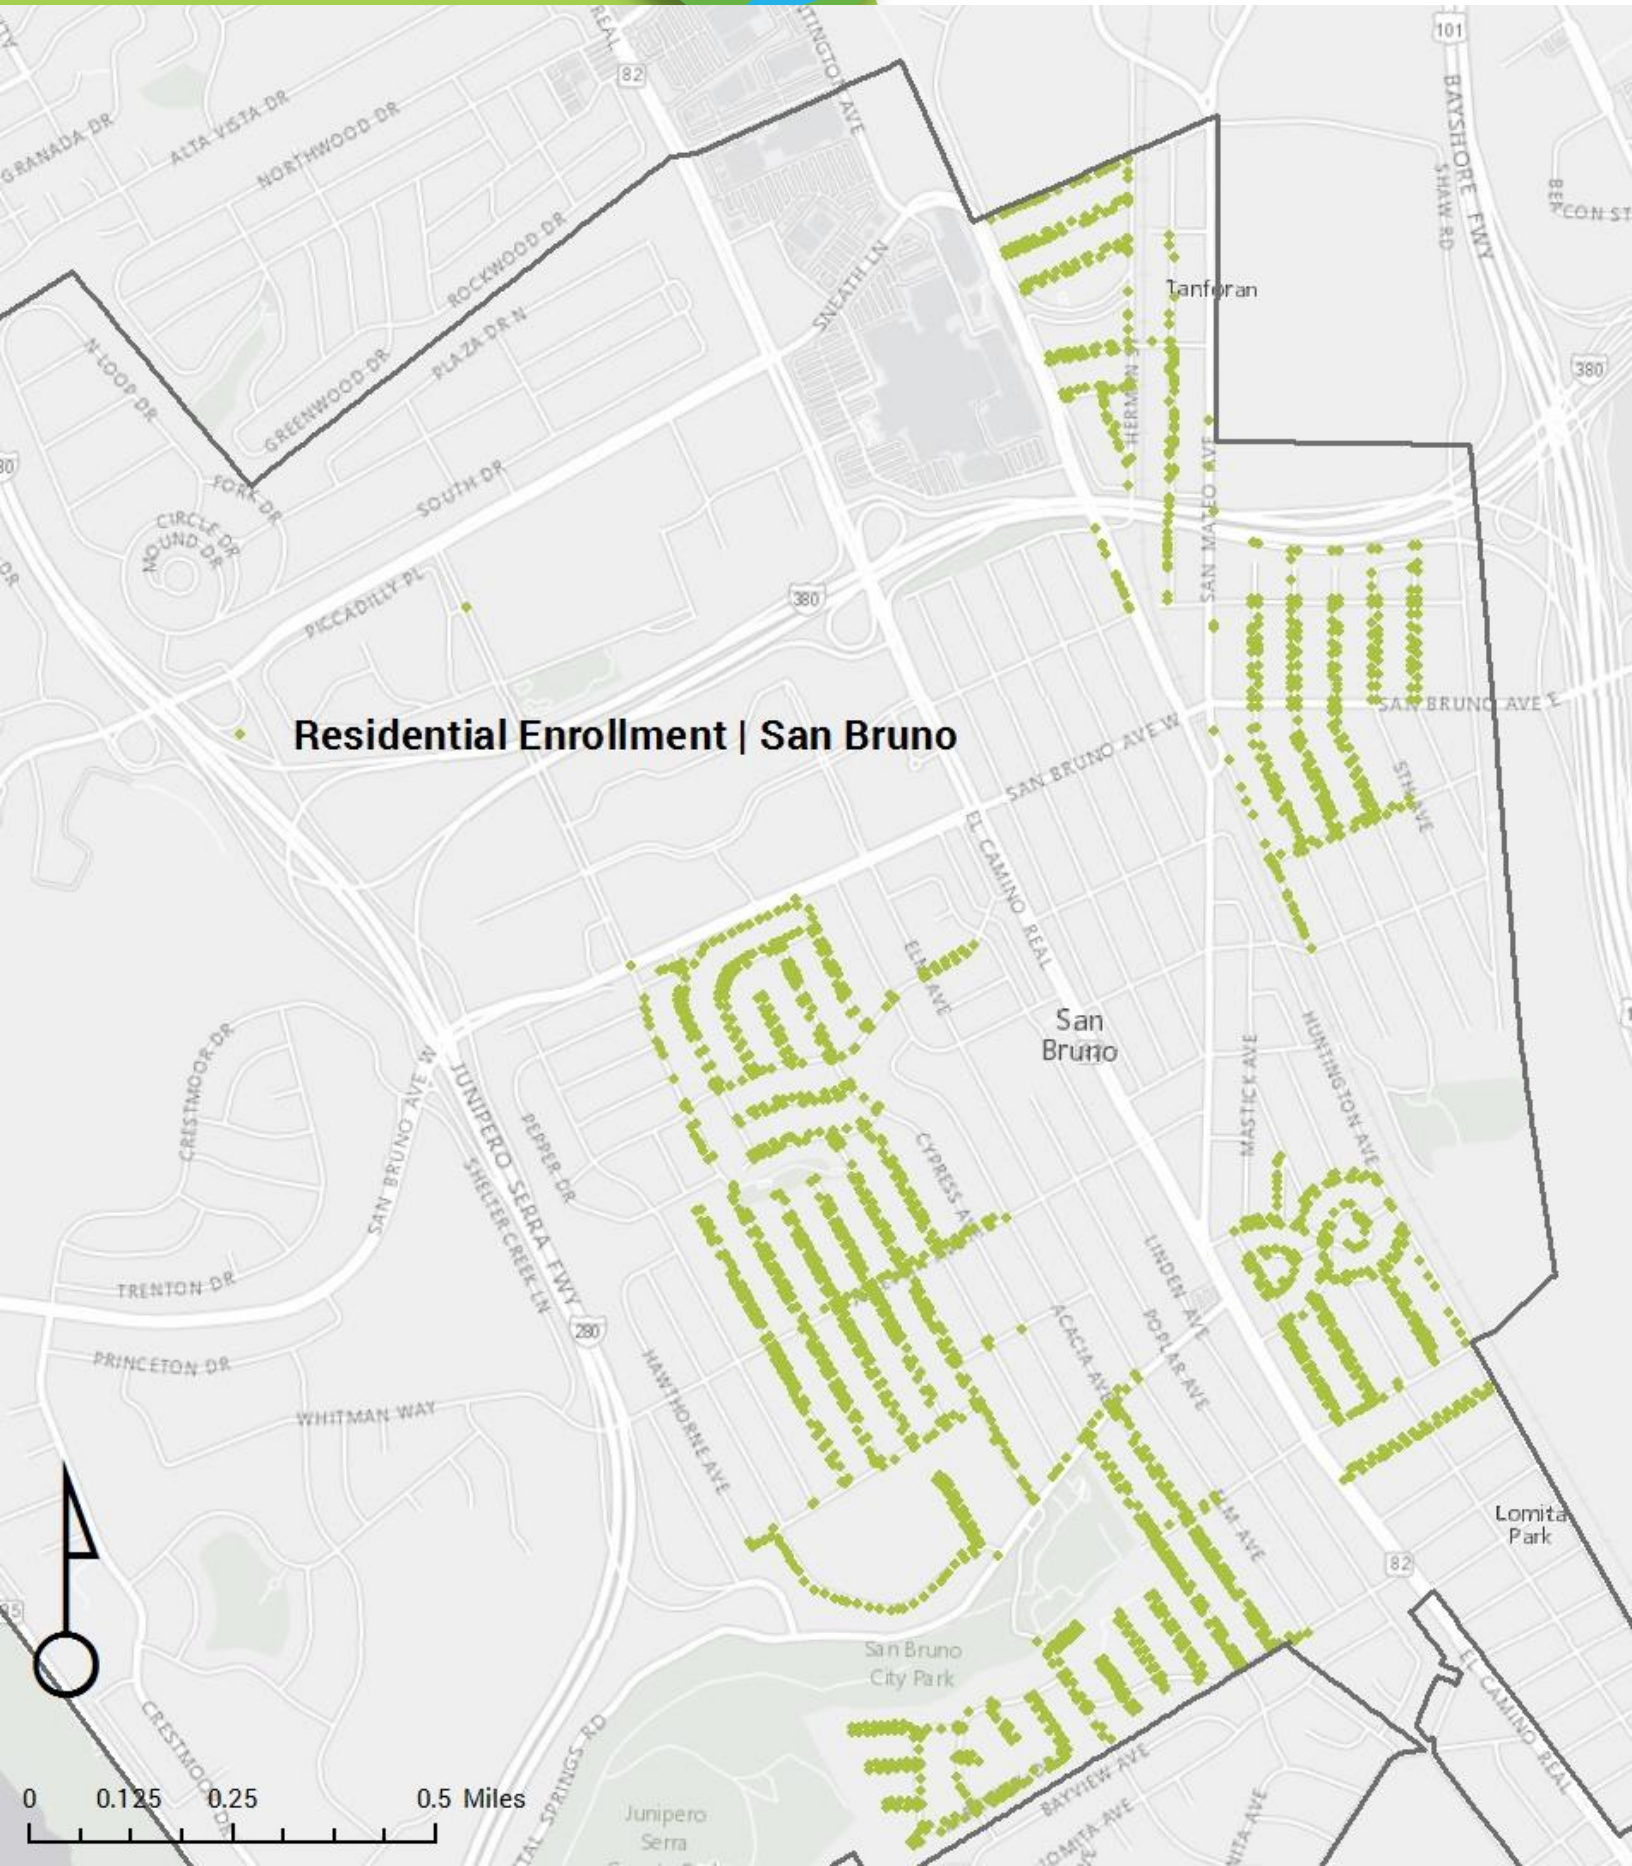 101
82
BAYSHORE FWY
SHAW RD
GRANADA DR
ALTA VISTA DR
NORTHWOOD DR
ROCKWOOD DR
SNEATH LN
Tanforan
PLAZA DR N
N LOOP DR
GREENWOOD DR
380
HERMAN ST
SAN MATEO AVE
SOUTH DR
FORK DR
CIRCLE DR
MOUND DR
PICCADILLY PL
380
SAN BRUNO AVE E
Residential Enrollment | San Bruno
SAN BRUNO AVE W
5TH AVE
EL CAMINO REAL
ELM AVE
San
Bruno
CRESTMOOR DR
SAN BRUNO AVE W
JUNIPERO SERRA FWY
PEPPER DR
SHELTER CREEK LN
CYPRESS AVE
MASTICK AVE
HUNTINGTON AVE
LINDEN AVE
POPLAR AVE
ACACIA AVE
TRENTON DR
280
PRINCETON DR
HAWTHORNE AVE
WHITMAN WAY
ELM AVE
Lomita
Park
82
San Bruno
City Park
EL CAMINO REAL
CRESTMOOR DR
BAYVIEW AVE
LOMITA AVE
0 0.125 0.25 0.5 Miles
Junipero
Serra